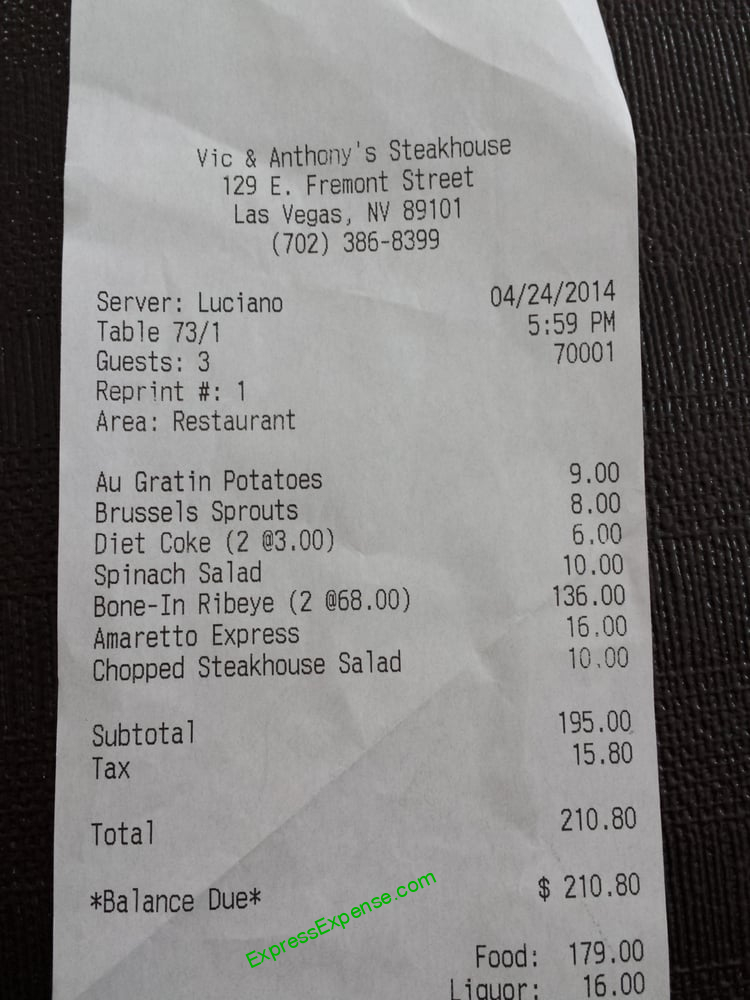 Vic & Anthony's Steakhouse
129 E. Fremont Street
Las Vegas, NV 89101
(702) 386-8399
Server: Luciano 04/24/2014
Table 73/1 5:59 PM
Guests: 3 70001
Reprint #: 1
Area: Restaurant
Au Gratin Potatoes 9.00
Brussels Sprouts 8.00
Diet Coke (2 @3.00) 6.00
Spinach Salad 10.00
Bone-In Ribeye (2 @68.00) 136.00
Amaretto Express 16.00
Chopped Steakhouse Salad 10.00
Subtotal 195.00
Tax 15.80
Total 210.80
*Balance Due* $ 210.80
ExpressExpense.com
Food: 179.00
Liquor: 16.00